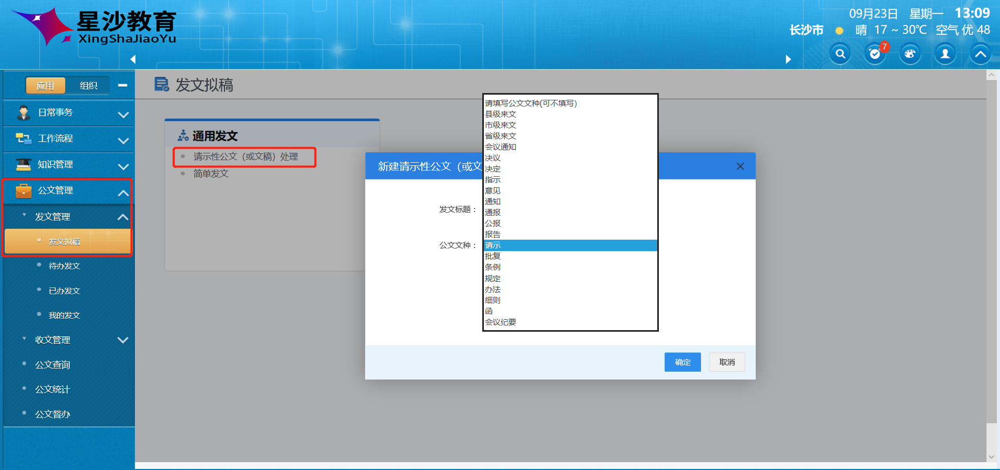 星沙教育
XingShaJiaoYu
09月23日 星期一 13:09
长沙市 晴 17 ~ 30℃ 空气 优 48
7
应用 组织
日常事务
工作流程
知识管理
公文管理
发文管理
发文拟稿
待办发文
已办发文
我的发文
收文管理
公文查询
公文统计
公文督办
发文拟稿
通用发文
请示性公文（或文稿）处理
简单发文
新建请示性公文（或文
发文标题：
公文文种：
请填写公文文种(可不填写)
县级来文
市级来文
省级来文
会议通知
决议
决定
指示
意见
通知
通报
公报
报告
请示
批复
条例
规定
办法
细则
函
会议纪要
确定 取消